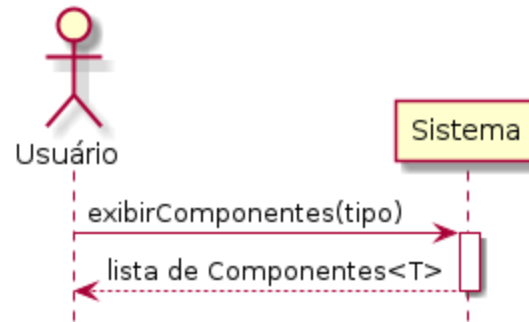 Usuário
Sistema
exibirComponentes(tipo)
lista de Componentes<T>